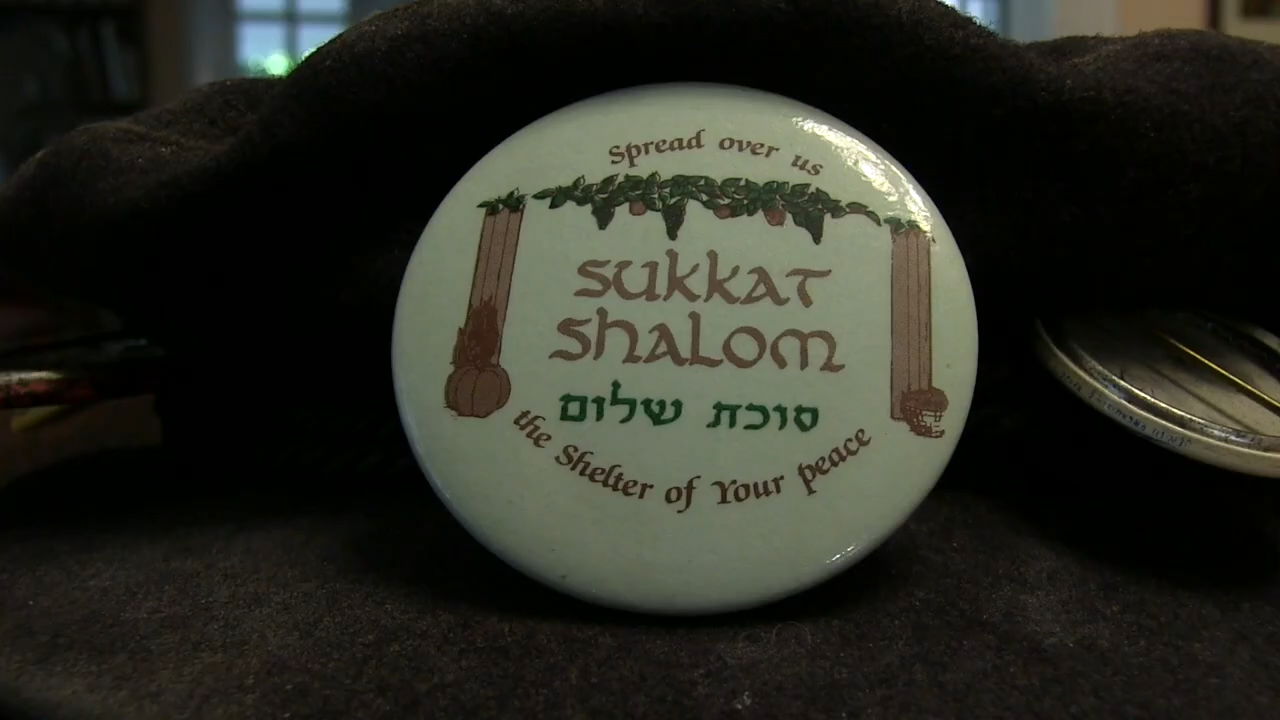 Spread over us
SUKKAT
SHALOM
סוכת שלום
the Shelter of Your peace